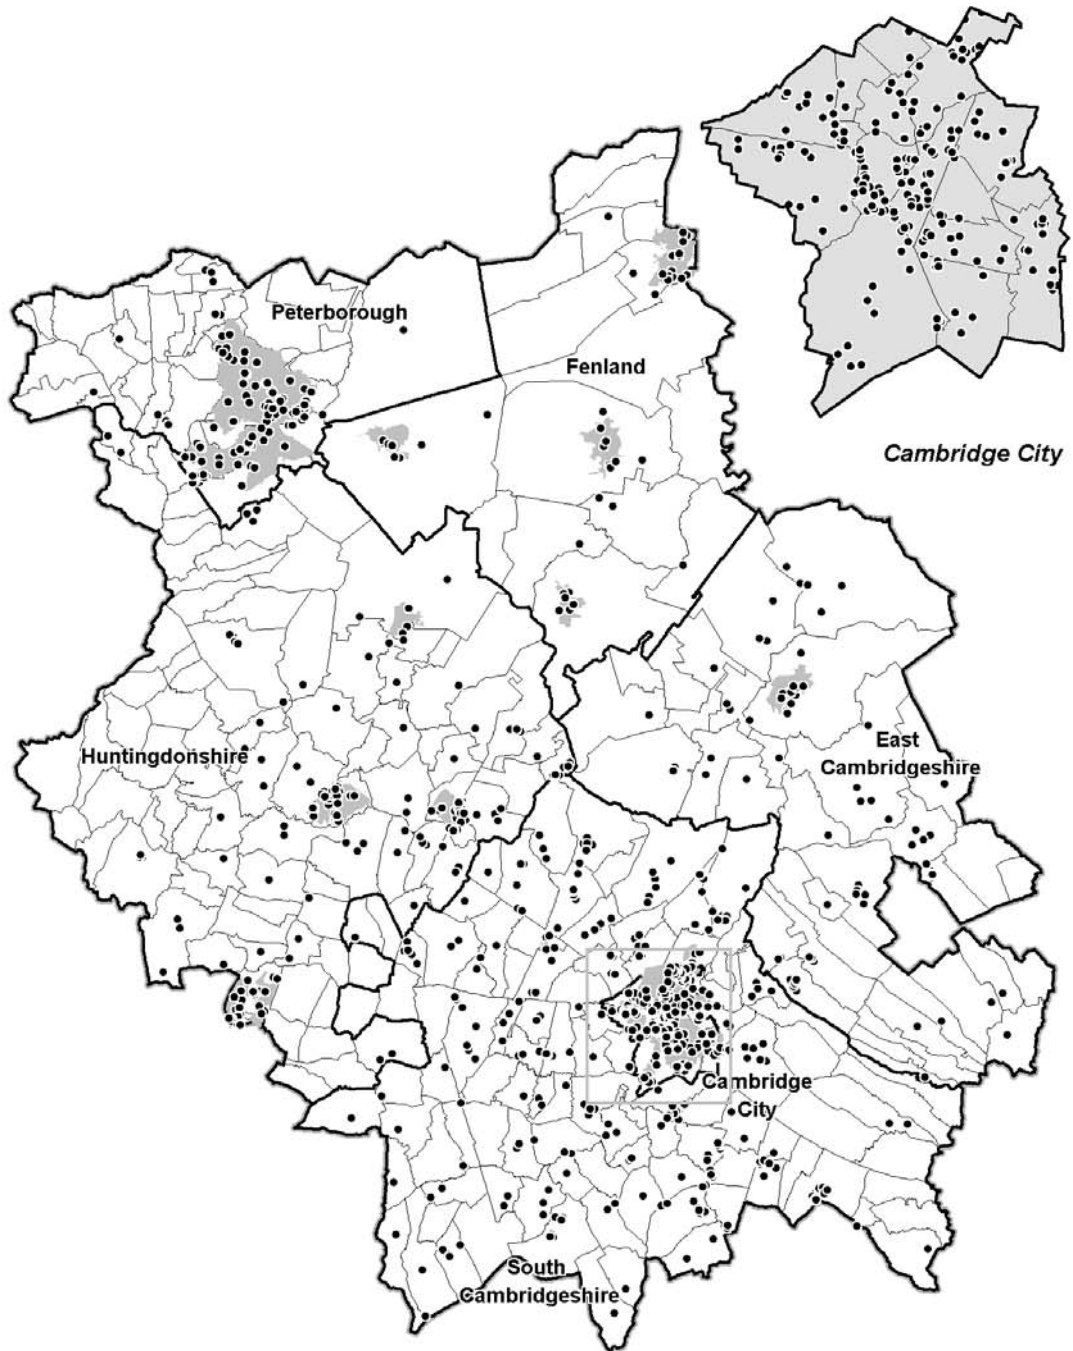 Peterborough
Fenland
Cambridge City
Huntingdonshire
East
Cambridgeshire
Cambridge
City
South
Cambridgeshire